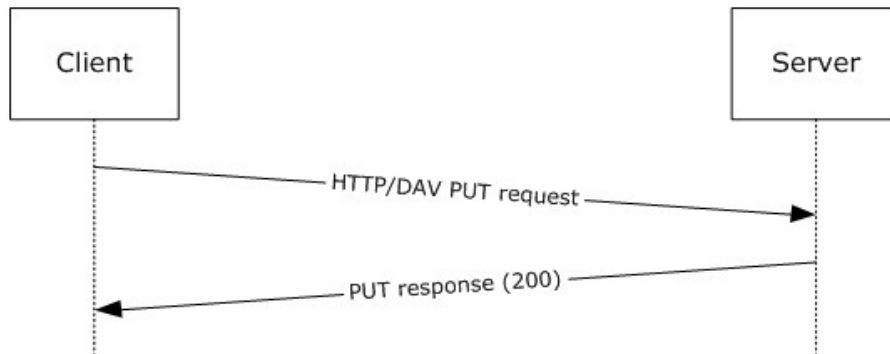 Client
Server
HTTP/DAV PUT request
PUT response (200)